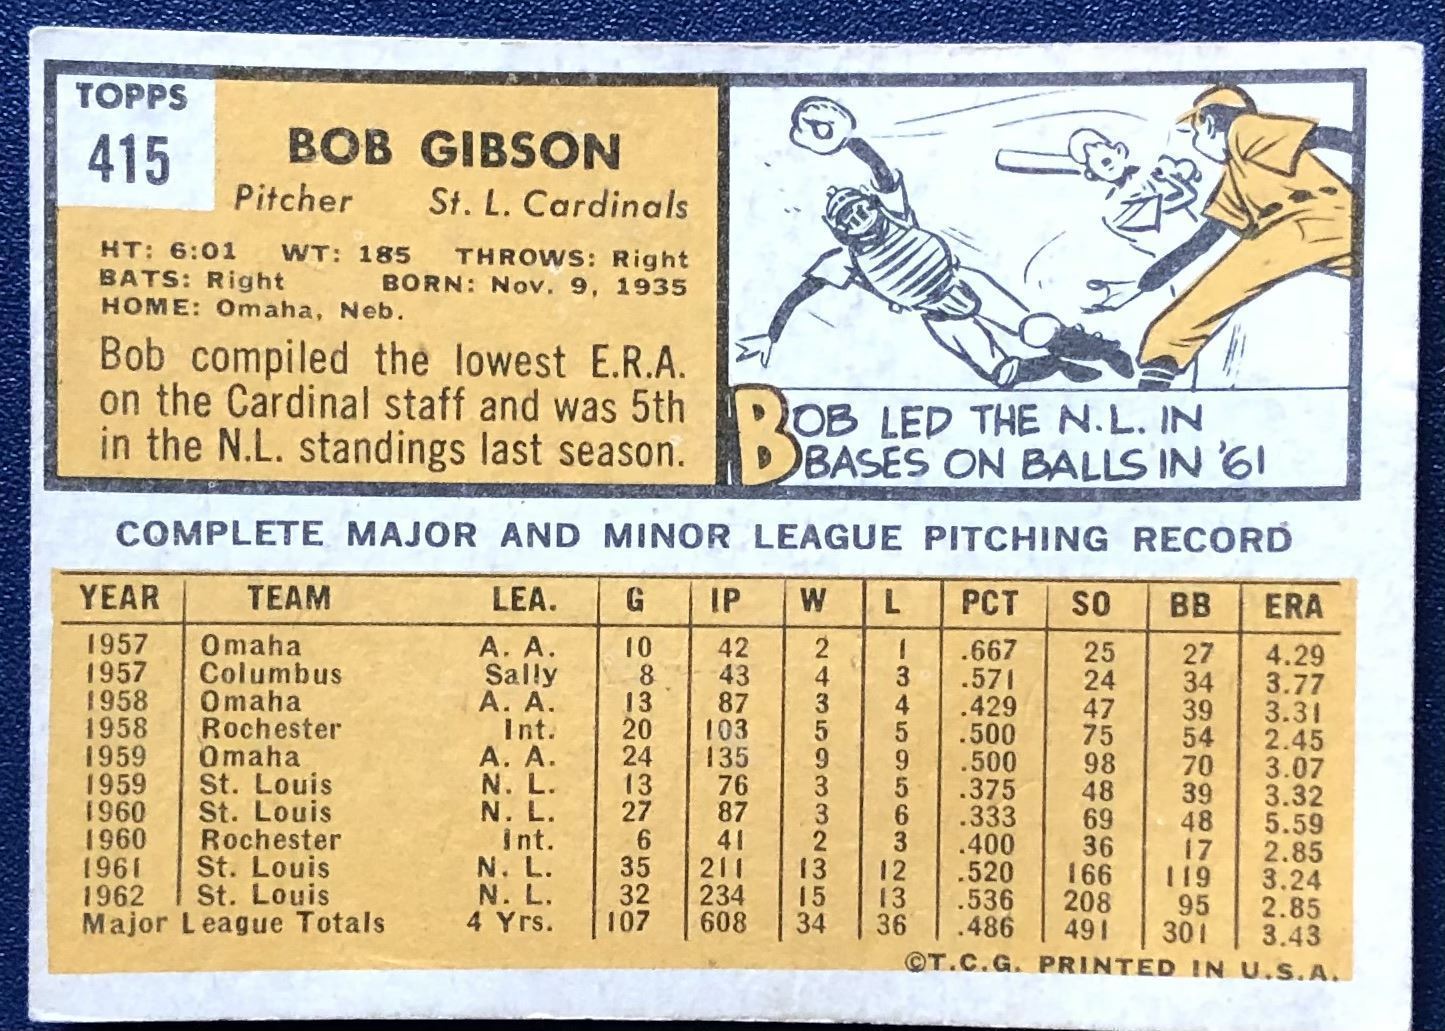 TOPPS
415
BOB GIBSON
Pitcher St. L. Cardinals
HT: 6:01 WT: 185 THROWS: Right
BATS: Right BORN: Nov. 9, 1935
HOME: Omaha, Neb.
Bob compiled the lowest E.R.A.
on the Cardinal staff and was 5th
in the N.L. standings last season.
BOB LED THE N.L. IN
BASES ON BALLS IN '61
COMPLETE MAJOR AND MINOR LEAGUE PITCHING RECORD
YEAR TEAM LEA. G IP W L PCT SO BB ERA
1957 Omaha A. A. 10 42 2 1 .667 25 27 4.29
1957 Columbus Sally 8 43 4 3 .571 24 34 3.77
1958 Omaha A. A. 13 87 3 4 .429 47 39 3.31
1958 Rochester Int. 20 103 5 5 .500 75 54 2.45
1959 Omaha A. A. 24 135 9 9 .500 98 70 3.07
1959 St. Louis N. L. 13 76 3 5 .375 48 39 3.32
1960 St. Louis N. L. 27 87 3 6 .333 69 48 5.59
1960 Rochester Int. 6 41 2 3 .400 36 17 2.85
1961 St. Louis N. L. 35 211 13 12 .520 166 119 3.24
1962 St. Louis N. L. 32 234 15 13 .536 208 95 2.85
Major League Totals 4 Yrs. 107 608 34 36 .486 491 301 3.43
©T.C.G. PRINTED IN U.S.A.